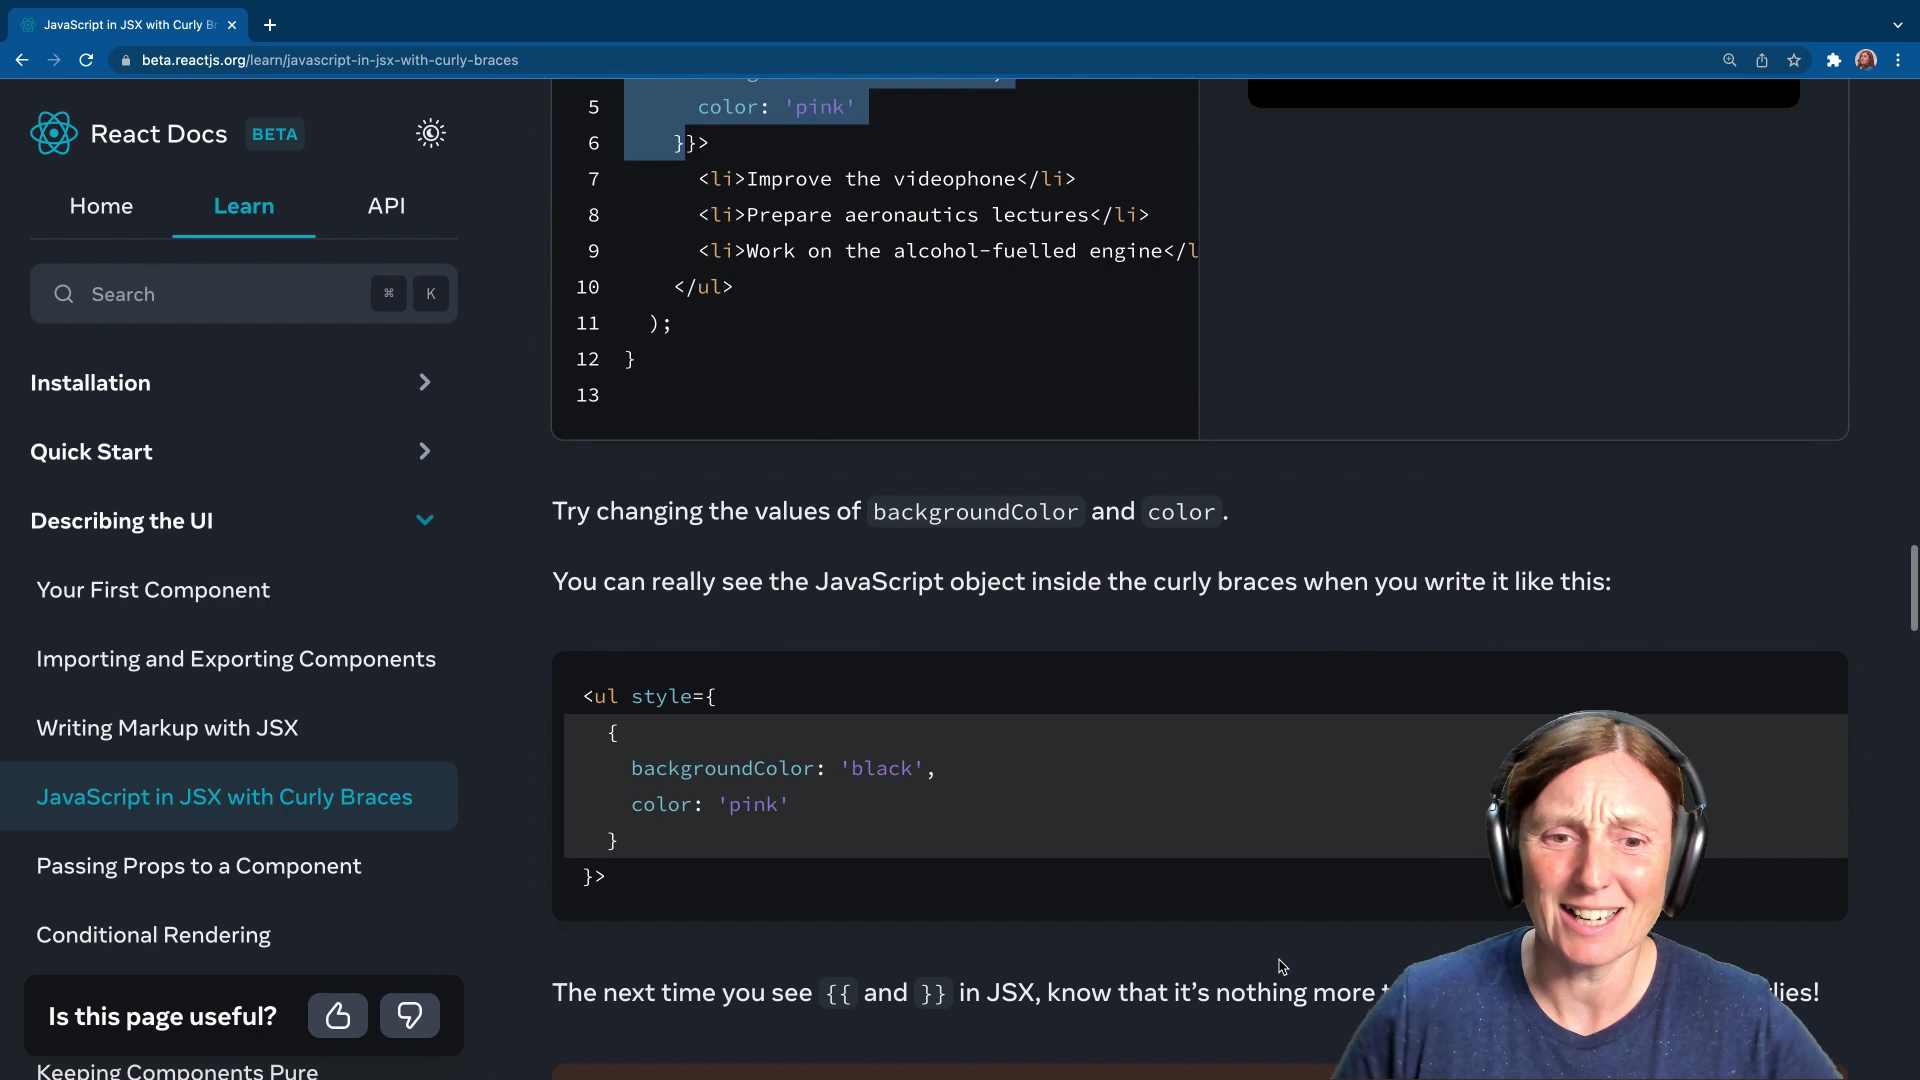 JavaScript in JSX with Curly Br
beta.reactjs.org/learn/javascript-in-jsx-with-curly-braces
React Docs BETA
Home Learn API
Search ⌘ K
Installation
Quick Start
Describing the UI
Your First Component
Importing and Exporting Components
Writing Markup with JSX
JavaScript in JSX with Curly Braces
Passing Props to a Component
Conditional Rendering
Is this page useful?
Keeping Components Pure
5 color: 'pink'
6 }}>
7 <li>Improve the videophone</li>
8 <li>Prepare aeronautics lectures</li>
9 <li>Work on the alcohol-fuelled engine</l
10 </ul>
11 );
12 }
13
Try changing the values of backgroundColor and color.
You can really see the JavaScript object inside the curly braces when you write it like this:
<ul style={
{
backgroundColor: 'black',
color: 'pink'
}
}>
The next time you see {{ and }} in JSX, know that it's nothing more